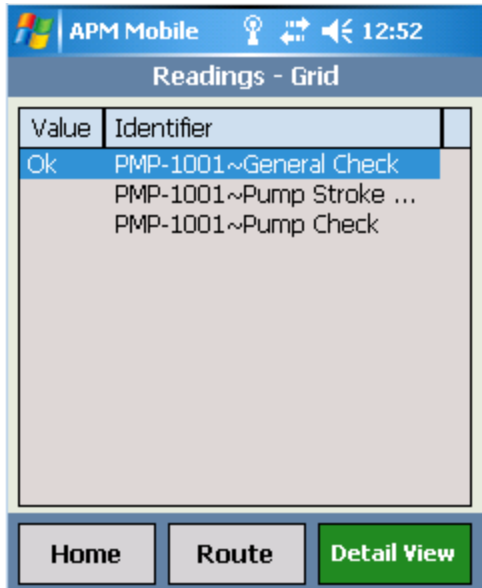 APM Mobile 12:52
Readings - Grid
Value Identifier
Ok PMP-1001~General Check
PMP-1001~Pump Stroke ...
PMP-1001~Pump Check
Home Route Detail View